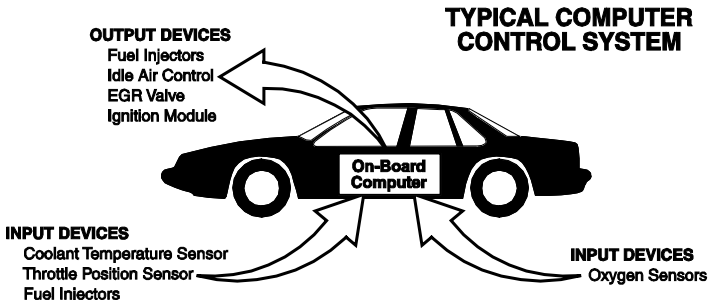 TYPICAL COMPUTER
CONTROL SYSTEM
OUTPUT DEVICES
Fuel Injectors
Idle Air Control
EGR Valve
Ignition Module
On-Board
Computer
INPUT DEVICES
Coolant Temperature Sensor
Throttle Position Sensor
Fuel Injectors
INPUT DEVICES
Oxygen Sensors